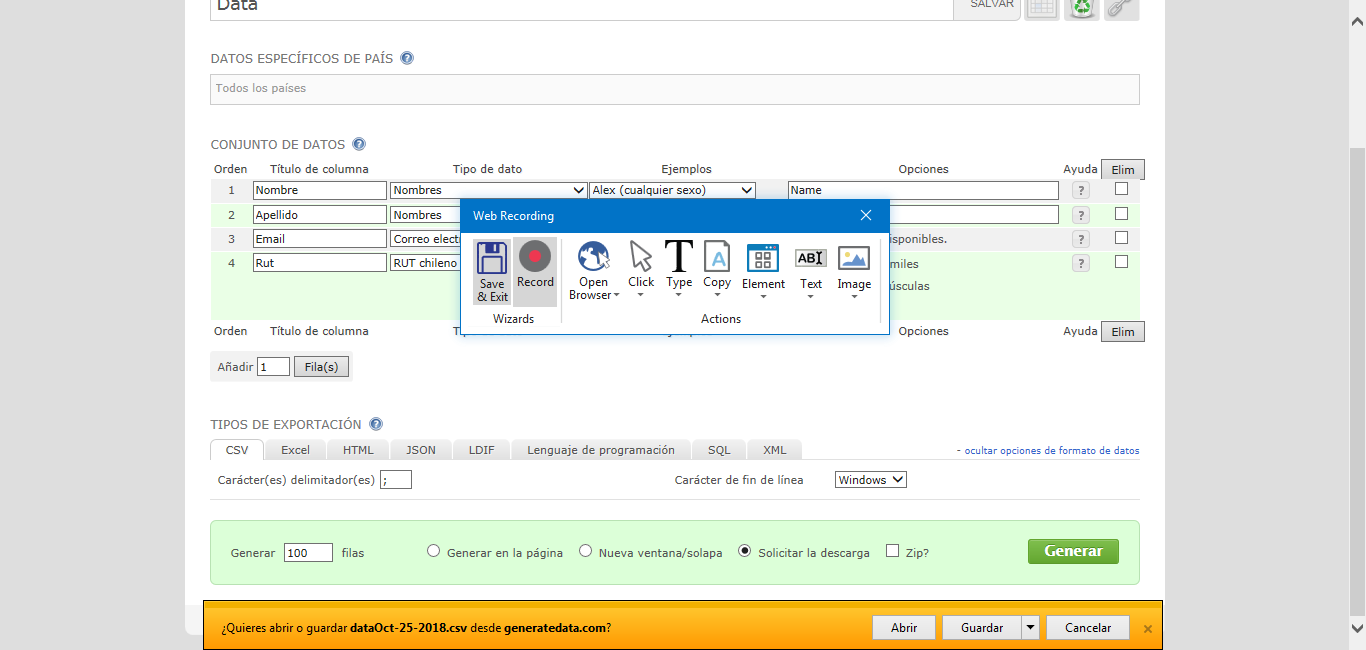 Data
SALVAR
DATOS ESPECÍFICOS DE PAÍS ?
Todos los países
CONJUNTO DE DATOS ?
Orden Título de columna Tipo de dato Ejemplos Opciones Ayuda Elim
1 Nombre Nombres Alex (cualquier sexo) Name ?
2 Apellido Nombres ?
3 Email Correo elect isponibles. ?
4 Rut RUT chileno miles ?
úsculas
Web Recording
Save & Exit
Record
Open Browser
Click
Type
Copy
Element
Text
Image
Wizards
Actions
Orden Título de columna Opciones Ayuda Elim
Añadir 1 Fila(s)
TIPOS DE EXPORTACIÓN ?
CSV Excel HTML JSON LDIF Lenguaje de programación SQL XML - ocultar opciones de formato de datos
Carácter(es) delimitador(es) ; Carácter de fin de línea Windows
Generar 100 filas Generar en la página Nueva ventana/solapa Solicitar la descarga Zip? Generar
¿Quieres abrir o guardar dataOct-25-2018.csv desde generatedata.com? Abrir Guardar Cancelar